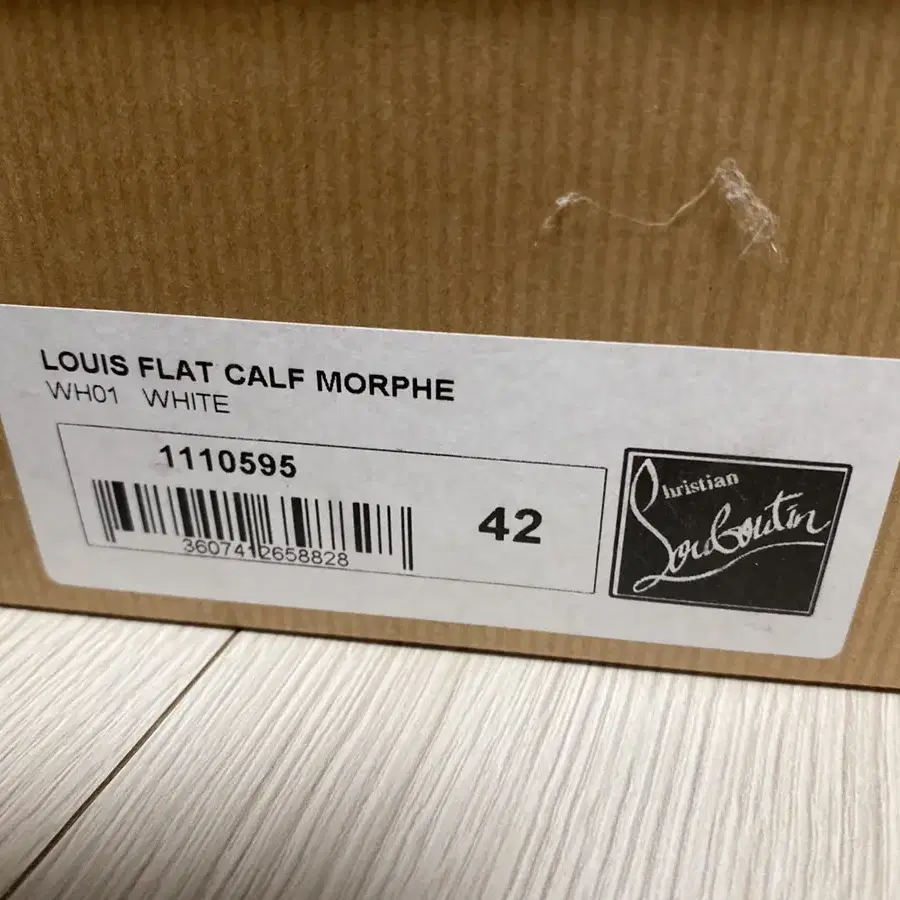 LOUIS FLAT CALF MORPHE
WH01 WHITE
1110595
3607412658828
42
Christian
Louboutin